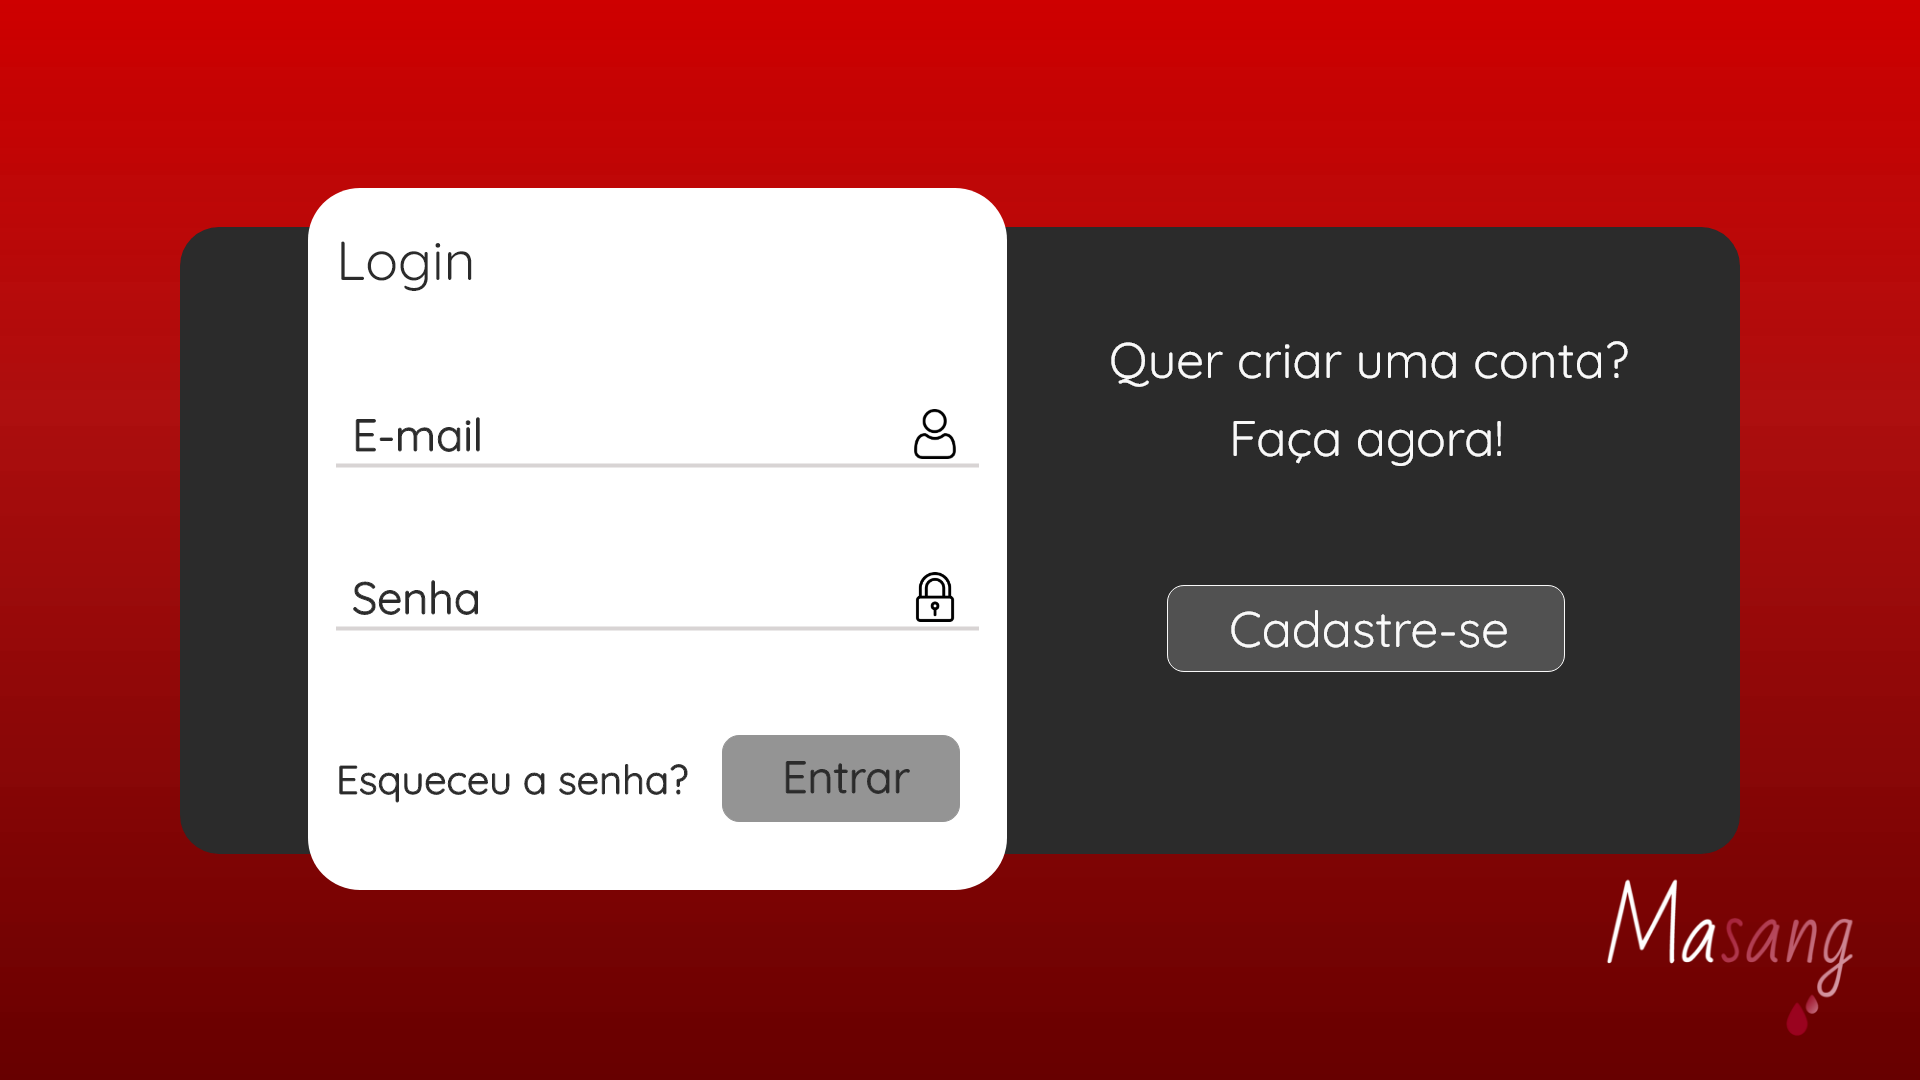 Login
E-mail
Senha
Esqueceu a senha?
Entrar
Quer criar uma conta?
Faça agora!
Cadastre-se
Masang